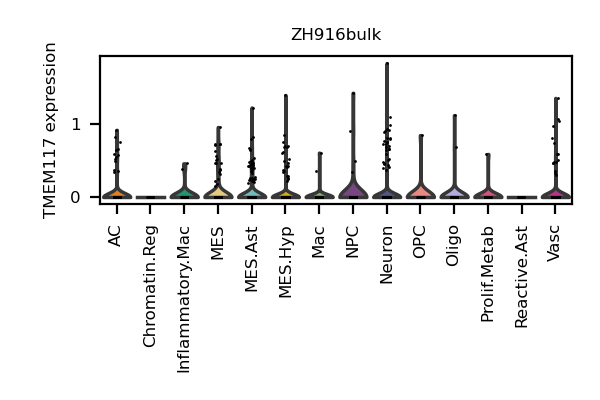 ZH916bulk
TMEM117 expression
1
0
AC
Chromatin.Reg
Inflammatory.Mac
MES
MES.Ast
MES.Hyp
Mac
NPC
Neuron
OPC
Oligo
Prolif.Metab
Reactive.Ast
Vasc